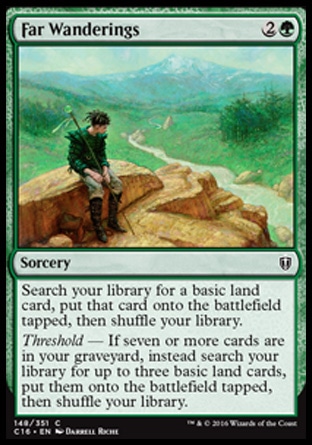 Far Wanderings 2
Sorcery
Search your library for a basic land
card, put that card onto the battlefield
tapped, then shuffle your library.
Threshold — If seven or more cards are
in your graveyard, instead search your
library for up to three basic land cards,
put them onto the battlefield tapped,
then shuffle your library.
148/351 C
C16 • EN Darrell Riche ™ & © 2016 Wizards of the Coast